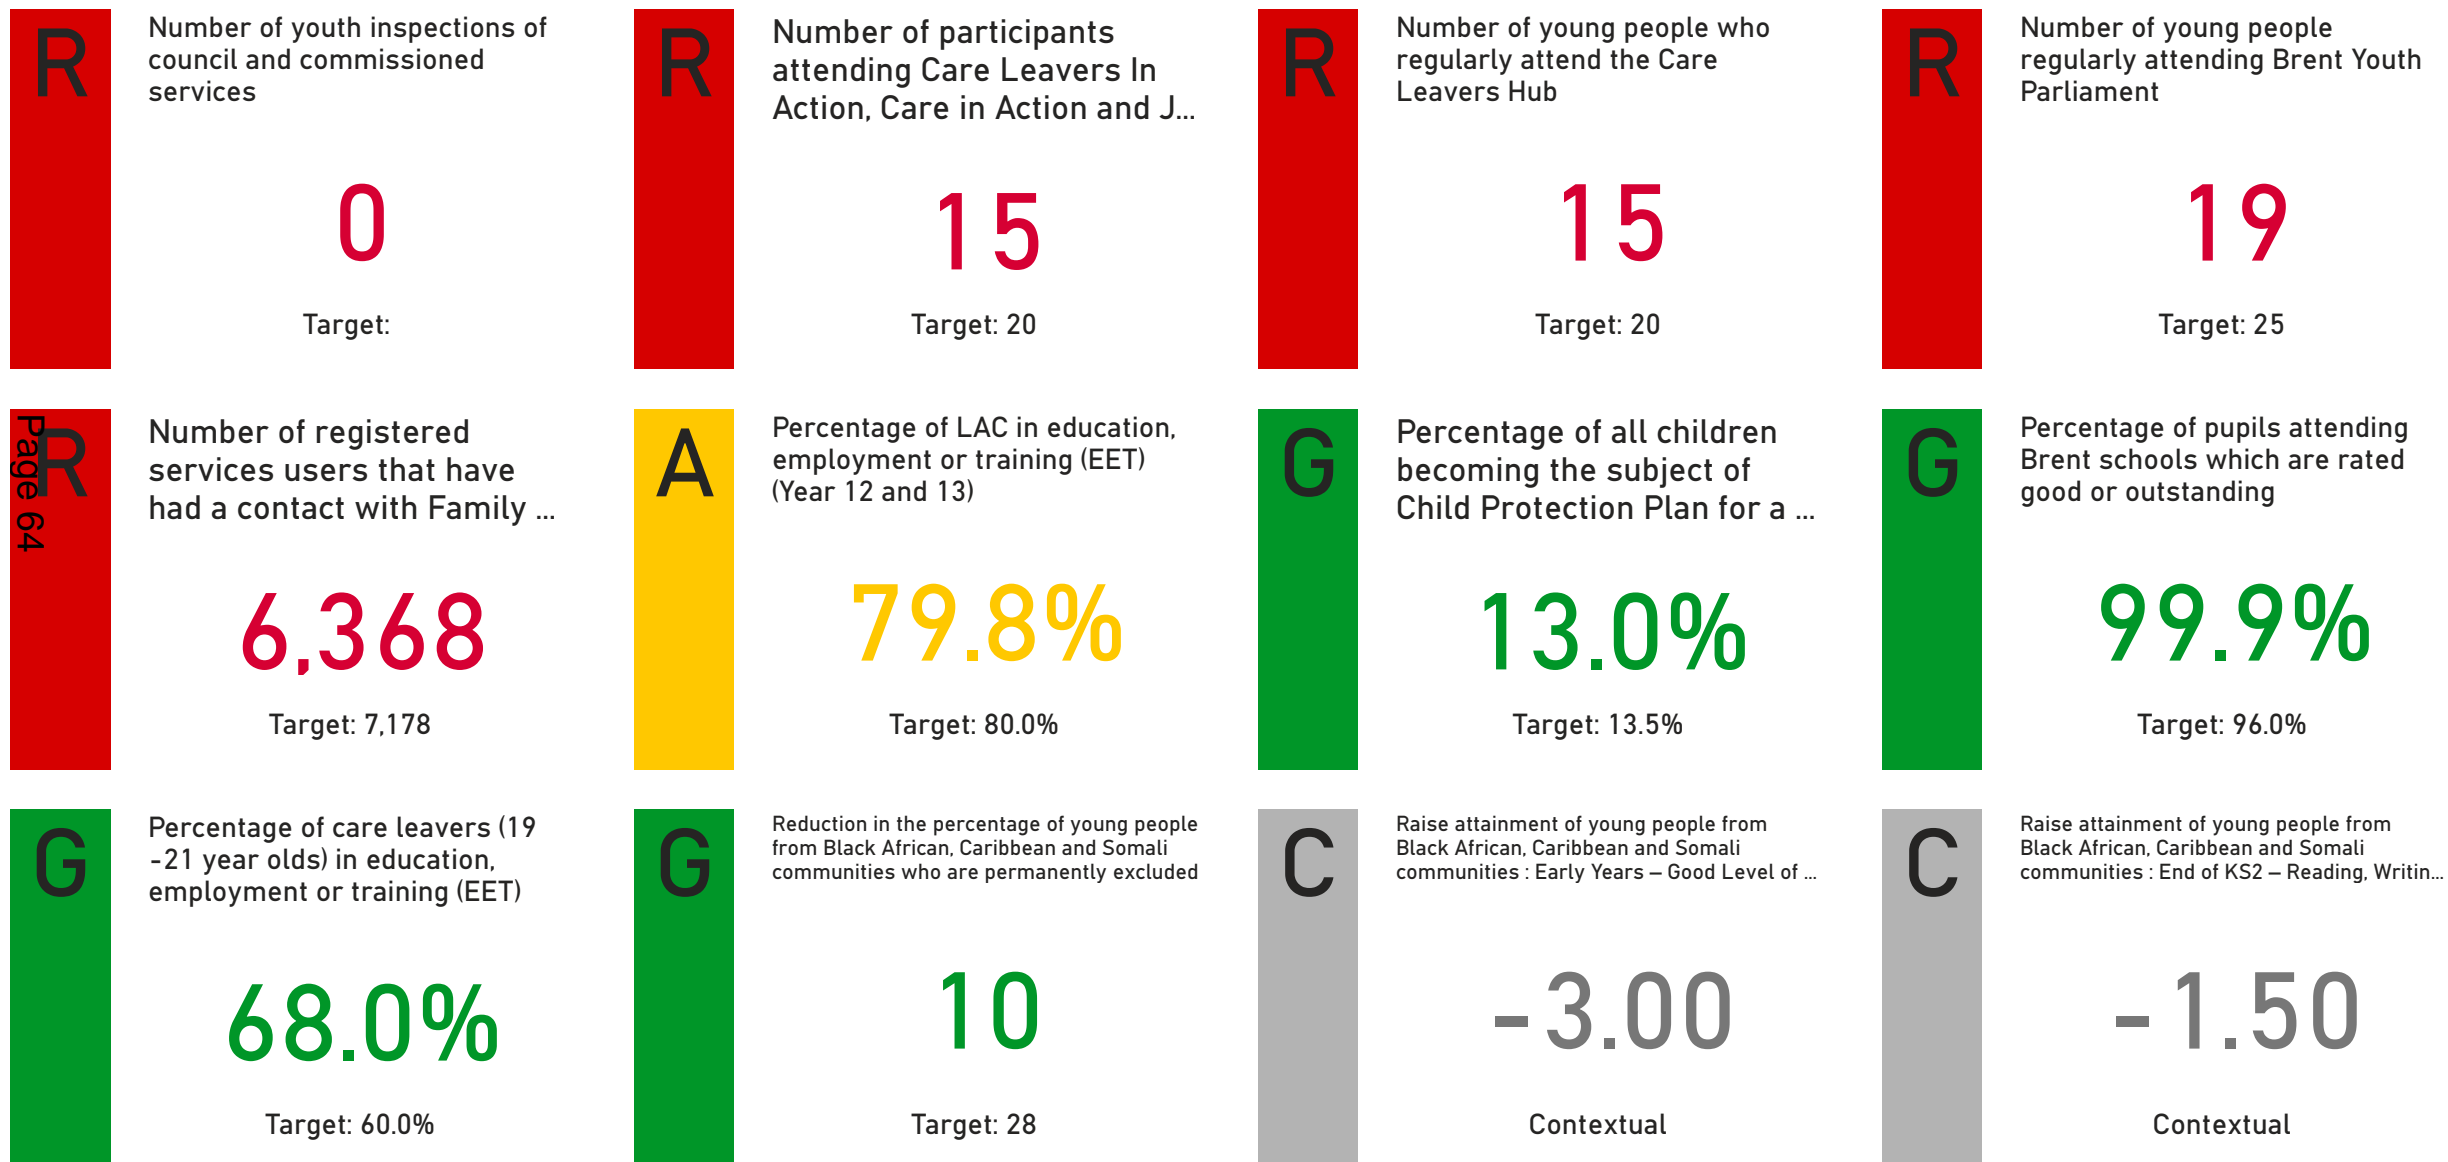 R
Number of youth inspections of
council and commissioned
services
0
Target:
R
Number of participants
attending Care Leavers In
Action, Care in Action and J...
15
Target: 20
R
Number of young people who
regularly attend the Care
Leavers Hub
15
Target: 20
R
Number of young people
regularly attending Brent Youth
Parliament
19
Target: 25
Page 64
R
Number of registered
services users that have
had a contact with Family ...
6,368
Target: 7,178
A
Percentage of LAC in education,
employment or training (EET)
(Year 12 and 13)
79.8%
Target: 80.0%
G
Percentage of all children
becoming the subject of
Child Protection Plan for a ...
13.0%
Target: 13.5%
G
Percentage of pupils attending
Brent schools which are rated
good or outstanding
99.9%
Target: 96.0%
G
Percentage of care leavers (19
-21 year olds) in education,
employment or training (EET)
68.0%
Target: 60.0%
G
Reduction in the percentage of young people
from Black African, Caribbean and Somali
communities who are permanently excluded
10
Target: 28
C
Raise attainment of young people from
Black African, Caribbean and Somali
communities : Early Years – Good Level of ...
-3.00
Contextual
C
Raise attainment of young people from
Black African, Caribbean and Somali
communities : End of KS2 – Reading, Writin...
-1.50
Contextual